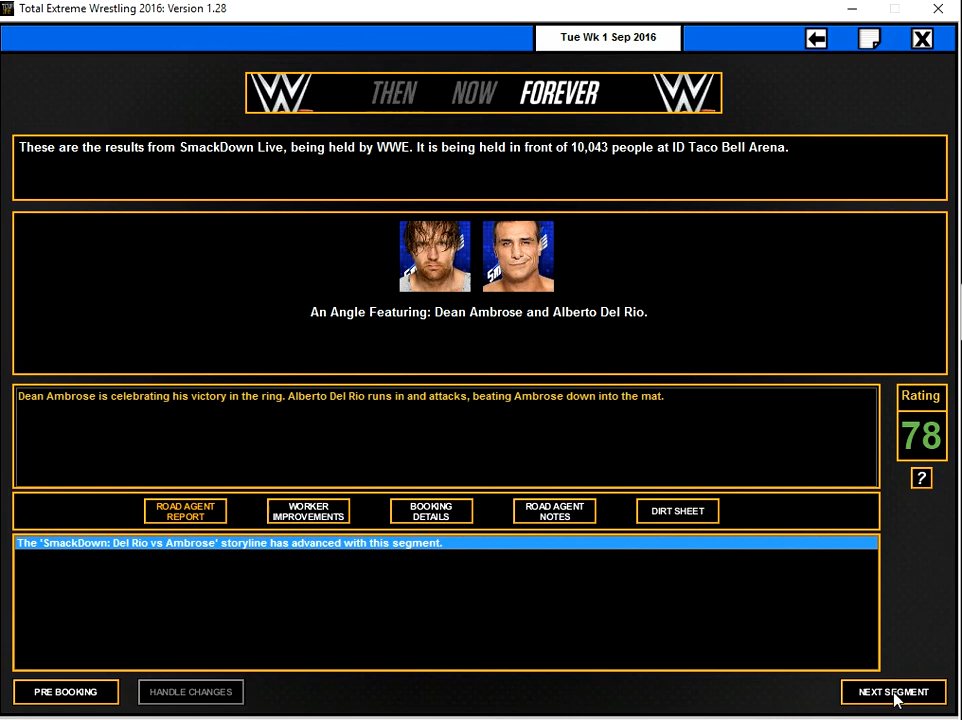 Total Extreme Wrestling 2016: Version 1.28
Tue Wk 1 Sep 2016
THEN NOW FOREVER
These are the results from SmackDown Live, being held by WWE. It is being held in front of 10,043 people at ID Taco Bell Arena.
An Angle Featuring: Dean Ambrose and Alberto Del Rio.
Dean Ambrose is celebrating his victory in the ring. Alberto Del Rio runs in and attacks, beating Ambrose down into the mat.
Rating
78
?
ROAD AGENT
REPORT
WORKER
IMPROVEMENTS
BOOKING
DETAILS
ROAD AGENT
NOTES
DIRT SHEET
The 'SmackDown: Del Rio vs Ambrose' storyline has advanced with this segment.
PRE BOOKING
HANDLE CHANGES
NEXT SEGMENT